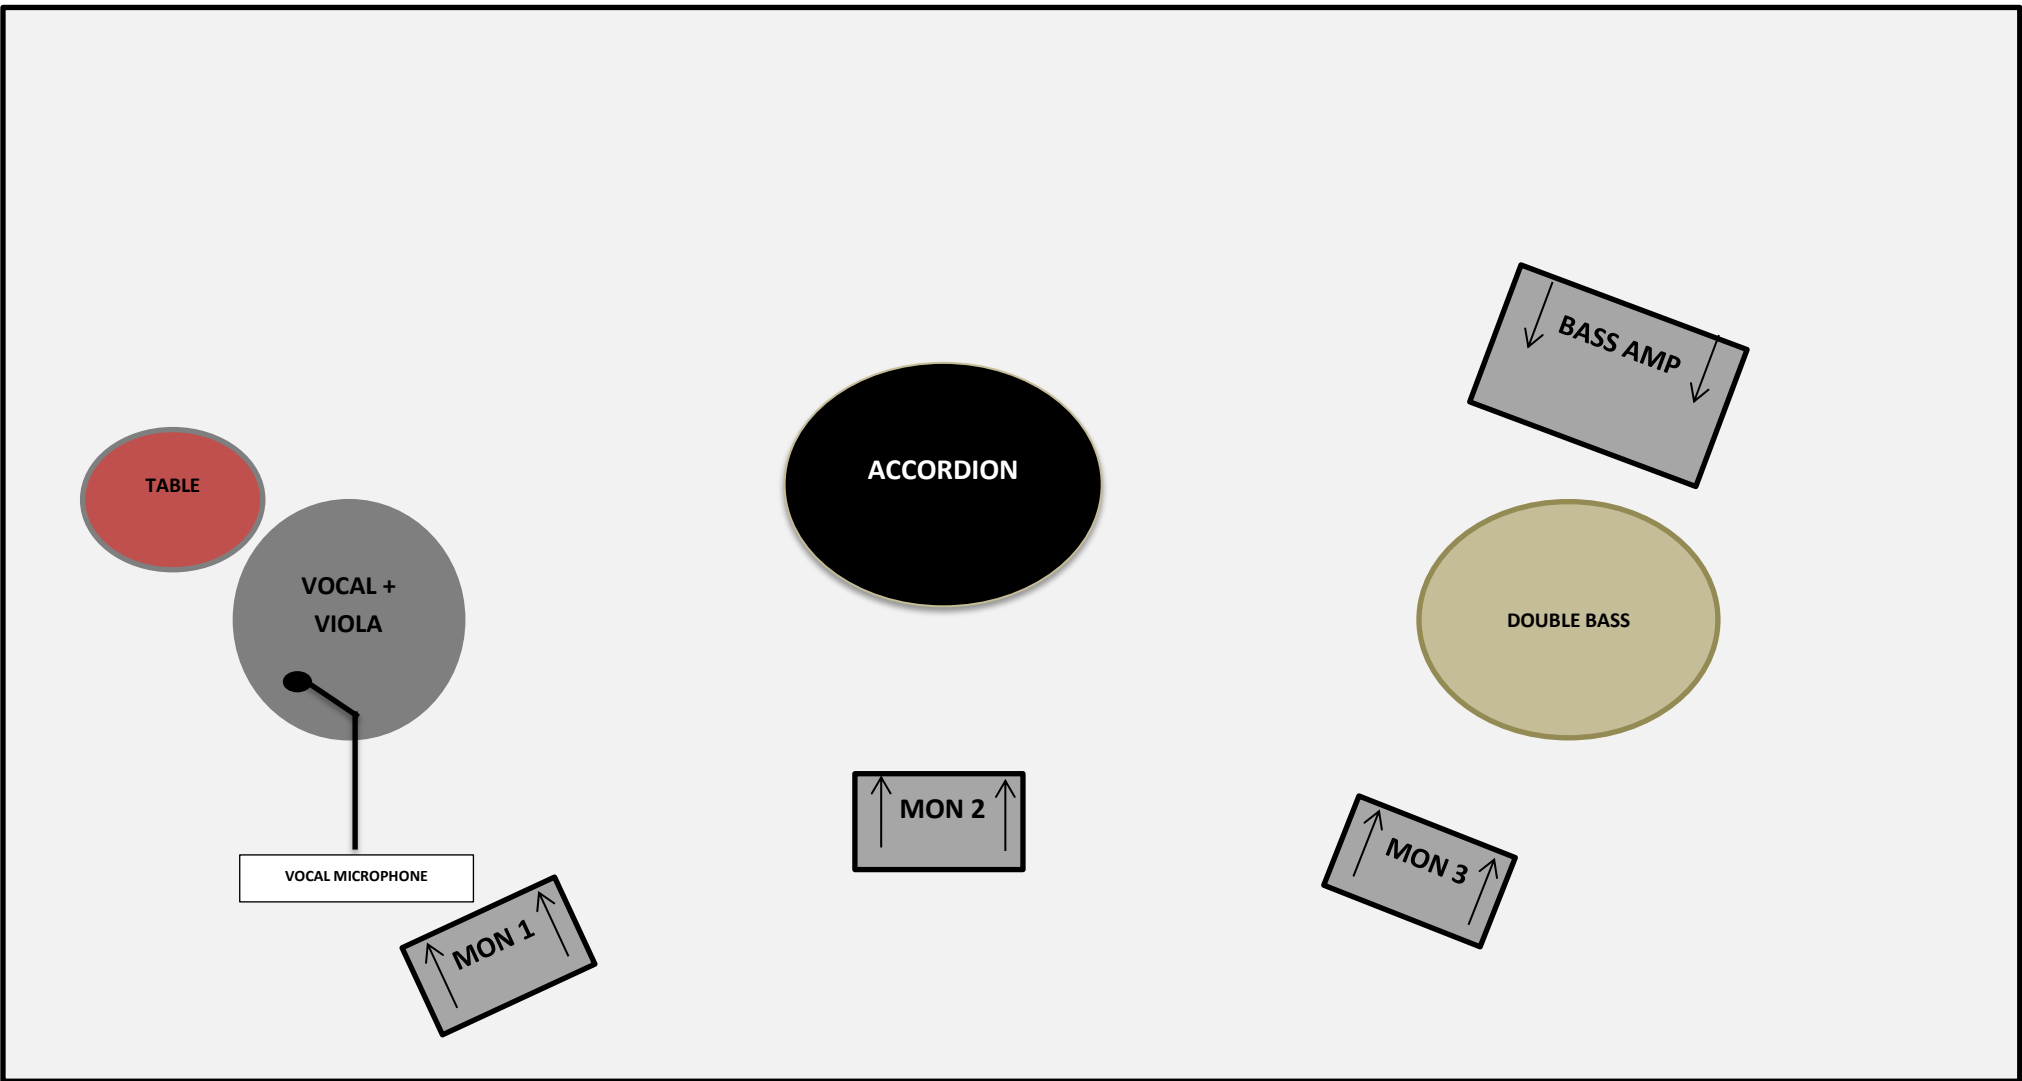 BASS AMP
ACCORDION
TABLE
VOCAL +
VIOLA
DOUBLE BASS
MON 2
MON 3
VOCAL MICROPHONE
MON 1